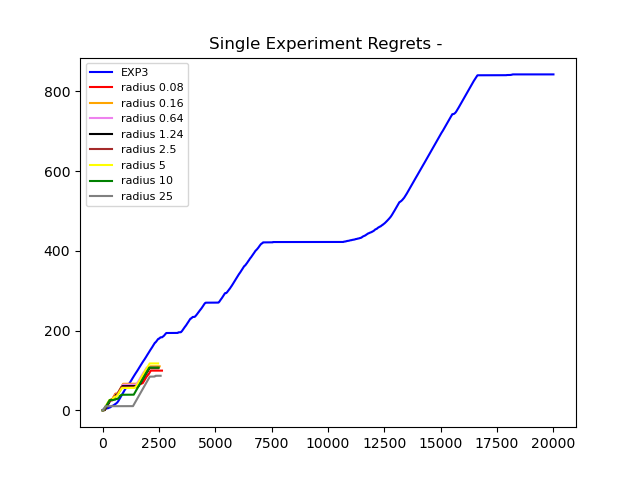 Single Experiment Regrets -
EXP3
radius 0.08
radius 0.16
radius 0.64
radius 1.24
radius 2.5
radius 5
radius 10
radius 25
800
600
400
200
0
0 2500 5000 7500 10000 12500 15000 17500 20000